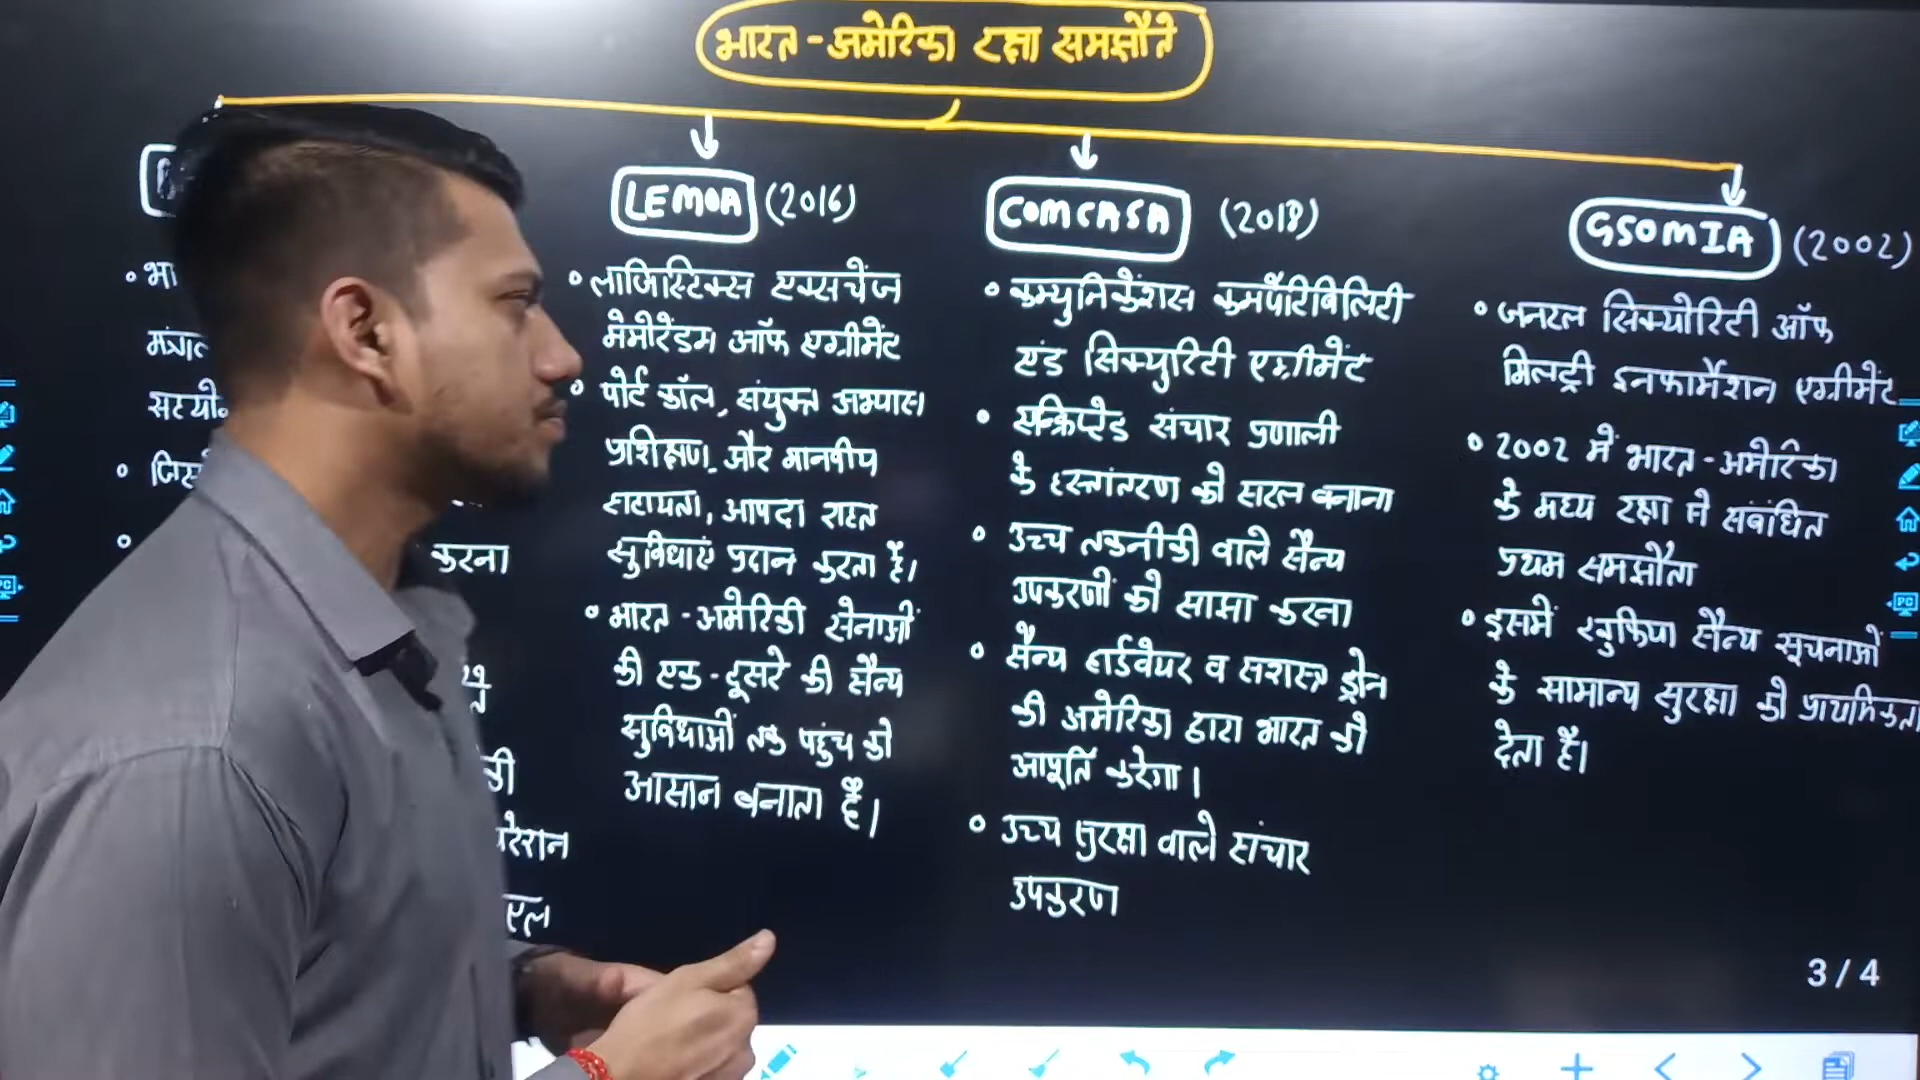 भारत-अमेरिका रक्षा समझौते
LEMOA (2016)
लाजिस्टिक्स एक्सचेंज
मेमोरेंडम ऑफ एग्रीमेंट
पोर्ट कॉल, संयुक्त अभ्यास
प्रशिक्षण और मानवीय
सहायता, आपदा राहत
सुविधाएं प्रदान करता है।
भारत-अमेरिकी सेनाओं
की एक-दूसरे की सैन्य
सुविधाओं तक पहुंच को
आसान बनाता है।
COMCASA (2018)
कम्युनिकेशंस कम्पैटिबिलिटी
एंड सिक्युरिटी एग्रीमेंट
एन्क्रिप्टेड संचार प्रणाली
के हस्तांतरण को सरल बनाना
उच्च तकनीकी वाले सैन्य
उपकरणों को साझा करना
सैन्य हार्डवेयर व सशस्त्र ड्रोन
की अमेरिका द्वारा भारत को
आपूर्ति करेगा।
उच्च सुरक्षा वाले संचार
उपकरण
GSOMIA (2002)
जनरल सिक्योरिटी ऑफ
मिलट्री इनफार्मेशन एग्रीमेंट
2002 में भारत-अमेरिका
के मध्य रक्षा से संबंधित
प्रथम समझौता
इसमें खुफिया सैन्य सूचनाओं
के सामान्य सुरक्षा को प्राथमिकता
देता है।
करना
की
एल
3/4